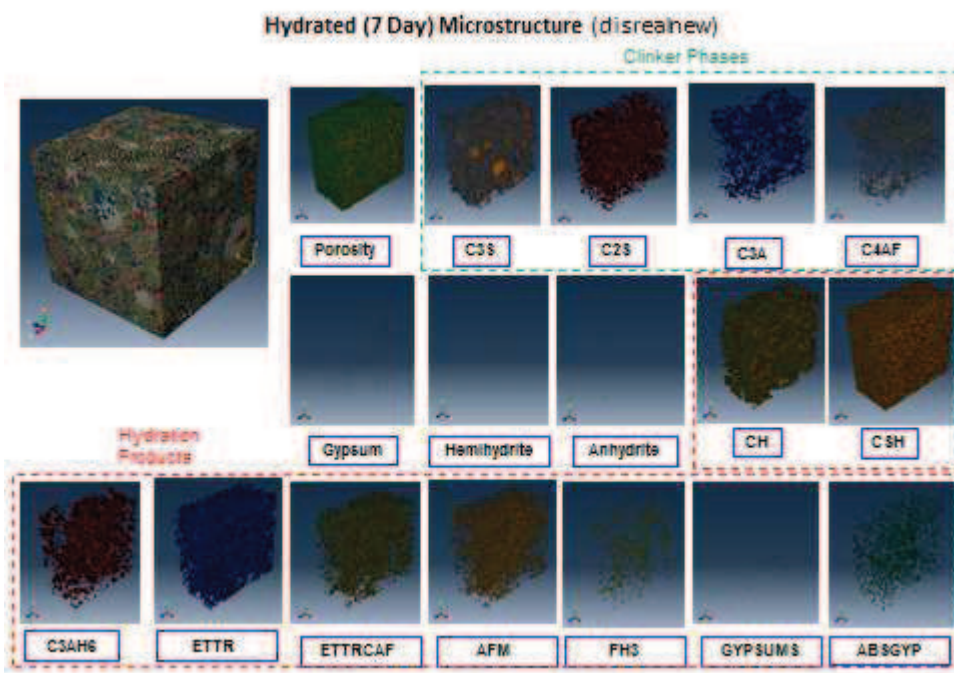 Hydrated (7 Day) Microstructure (disrealnew)
Clinker Phases
Porosity
C3S
C2S
C3A
C4AF
Gypsum
Hemihydrite
Anhydrite
CH
CSH
Hydration
Products
C3AH6
ETTR
ETTRCAF
AFM
FH3
GYPSUMS
ABSGYP